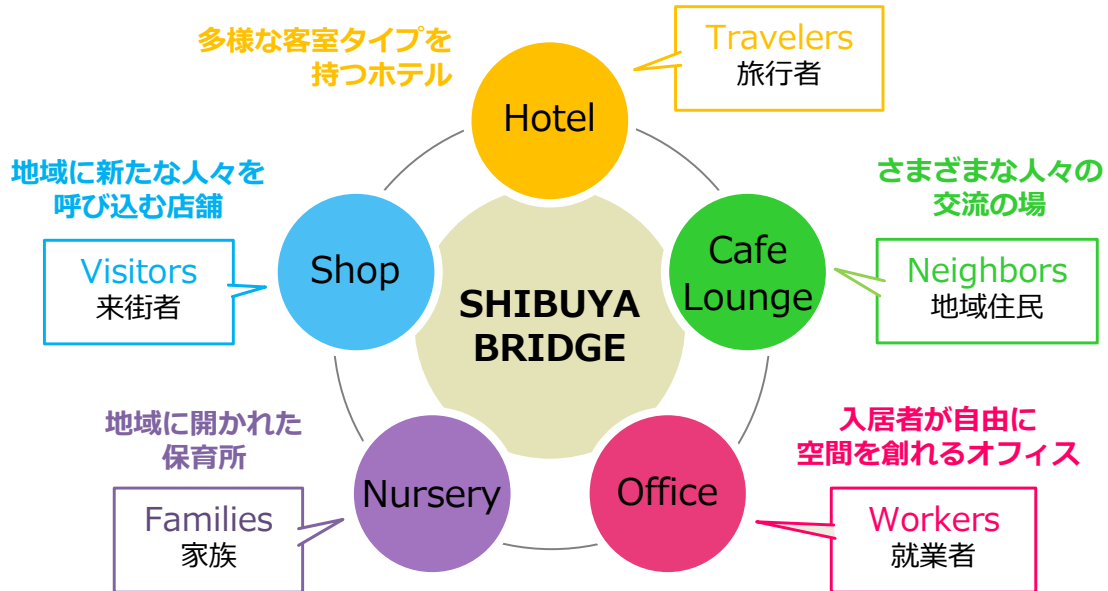 多様な客室タイプを
持つホテル
Hotel
Travelers
旅行者
地域に新たな人々を
呼び込む店舗
Visitors
来街者
Shop
さまざまな人々の
交流の場
Cafe
Lounge
Neighbors
地域住民
SHIBUYA
BRIDGE
地域に開かれた
保育所
Families
家族
Nursery
Office
入居者が自由に
空間を創れるオフィス
Workers
就業者